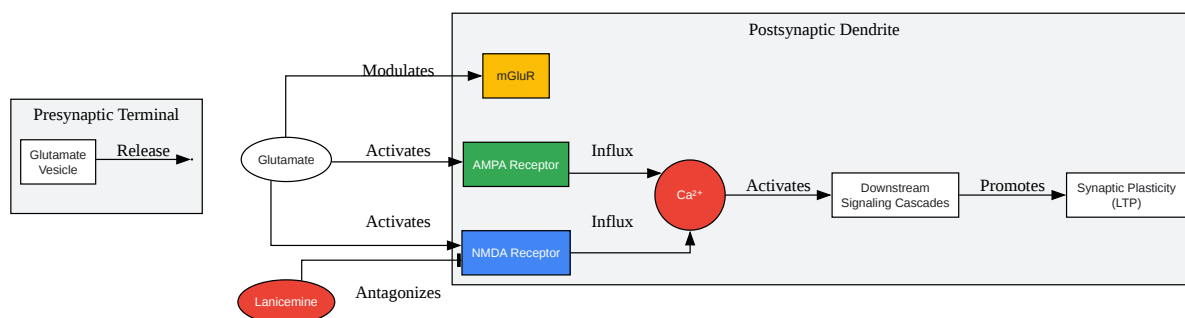 Postsynaptic Dendrite
Modulates
mGluR
Presynaptic Terminal
Glutamate
Vesicle
Release
Glutamate
Activates
AMPA Receptor
Influx
Ca²⁺
Activates
Downstream
Signaling Cascades
Promotes
Synaptic Plasticity
(LTP)
Activates
NMDA Receptor
Influx
Lanicemine
Antagonizes